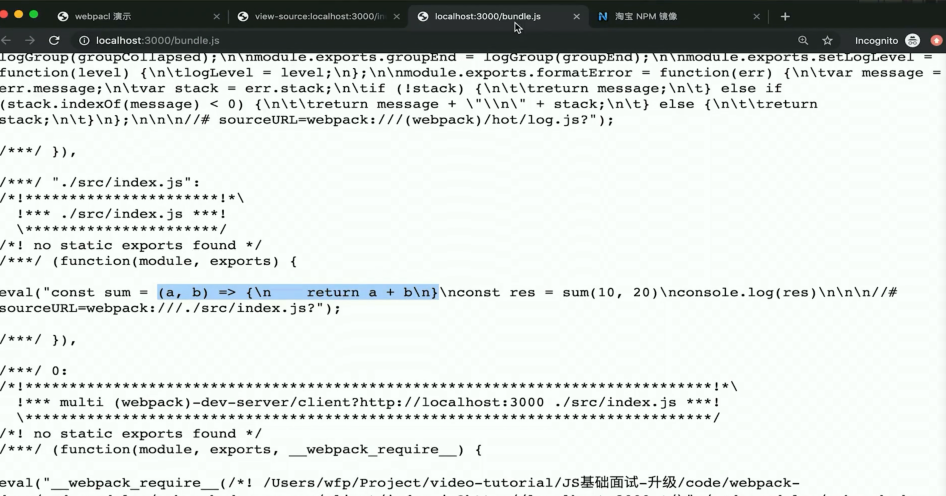 webpacl 演示
view-source:localhost:3000/in
localhost:3000/bundle.js
淘宝 NPM 镜像
localhost:3000/bundle.js
Incognito
logGroup(groupCollapsed);\n\nmodule.exports.groupEnd = logGroup(groupEnd);\n\nmodule.exports.setLogLevel =
function(level) {\n\tlogLevel = level;\n};\n\nmodule.exports.formatError = function(err) {\n\tvar message =
err.message;\n\tvar stack = err.stack;\n\tif (!stack) {\n\t\treturn message;\n\t} else if
(stack.indexOf(message) < 0) {\n\t\treturn message + \"\\n\" + stack;\n\t} else {\n\t\treturn
stack;\n\t}\n};\n\n\n//# sourceURL=webpack:///(webpack)/hot/log.js?");
/***/ }),
/***/ "./src/index.js":
/*!**********************!*\
!*** ./src/index.js ***!
\**********************/
/*! no static exports found */
/***/ (function(module, exports) {
eval("const sum = (a, b) => {\n    return a + b\n}\nconst res = sum(10, 20)\nconsole.log(res)\n\n\n//#
sourceURL=webpack:///./src/index.js?");
/***/ }),
/***/ 0:
/*!***************************************************************************!*\
!*** multi (webpack)-dev-server/client?http://localhost:3000 ./src/index.js ***!
\***************************************************************************/
/*! no static exports found */
/***/ (function(module, exports, __webpack_require__) {
eval("__webpack_require__(/*! /Users/wfp/Project/video-tutorial/JS基础面试-升级/code/webpack-